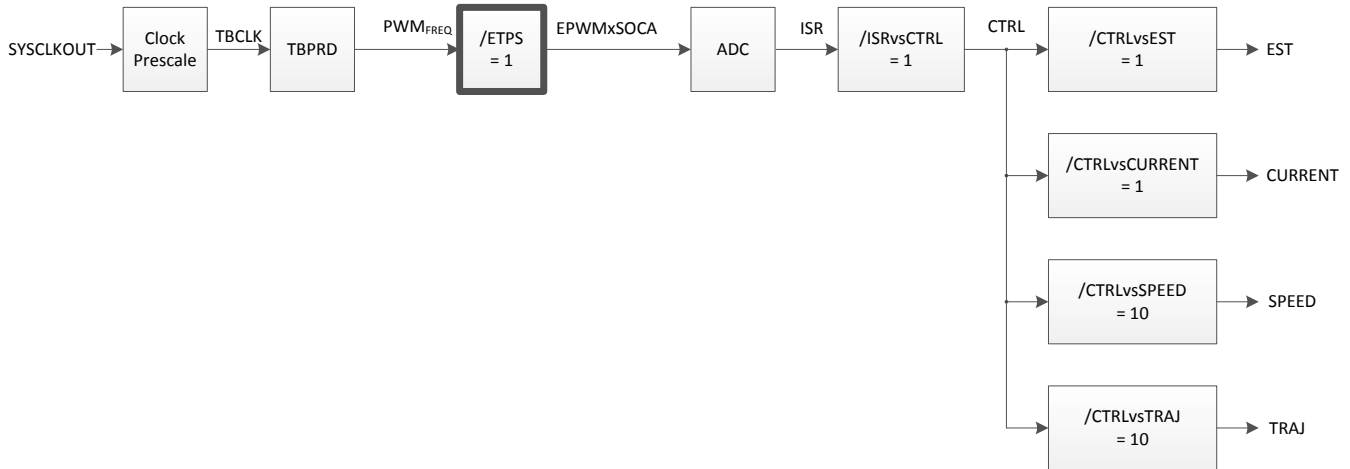 SYSCLKOUT
Clock
Prescale
TBCLK
TBPRD
PWMFREQ
/ETPS
= 1
EPWMxSOCA
ADC
ISR
/ISRvsCTRL
= 1
CTRL
/CTRLvsEST
= 1
EST
/CTRLvsCURRENT
= 1
CURRENT
/CTRLvsSPEED
= 10
SPEED
/CTRLvsTRAJ
= 10
TRAJ